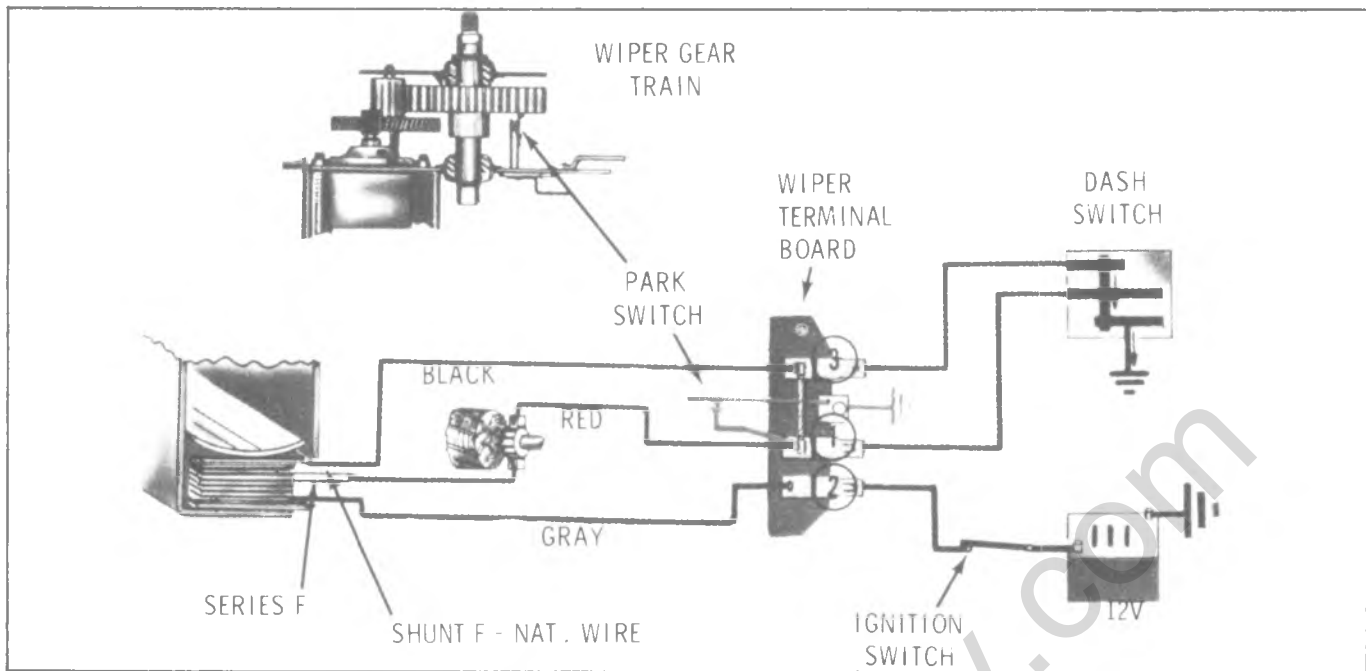 WIPER GEAR
TRAIN
WIPER
TERMINAL
BOARD
DASH
SWITCH
PARK
SWITCH
BLACK
RED
3
1
2
GRAY
SERIES F
SHUNT F - NAT. WIRE
IGNITION
SWITCH
12V
.com